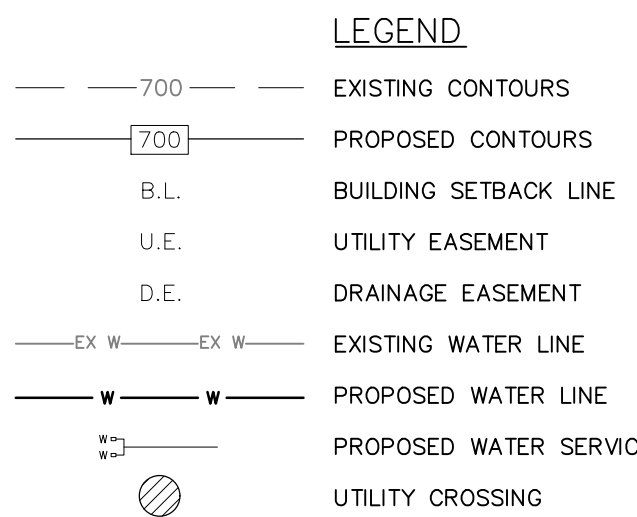 LEGEND
700 EXISTING CONTOURS
700 PROPOSED CONTOURS
B.L. BUILDING SETBACK LINE
U.E. UTILITY EASEMENT
D.E. DRAINAGE EASEMENT
EX W EX W EXISTING WATER LINE
W W PROPOSED WATER LINE
W
W PROPOSED WATER SERVIC
UTILITY CROSSING